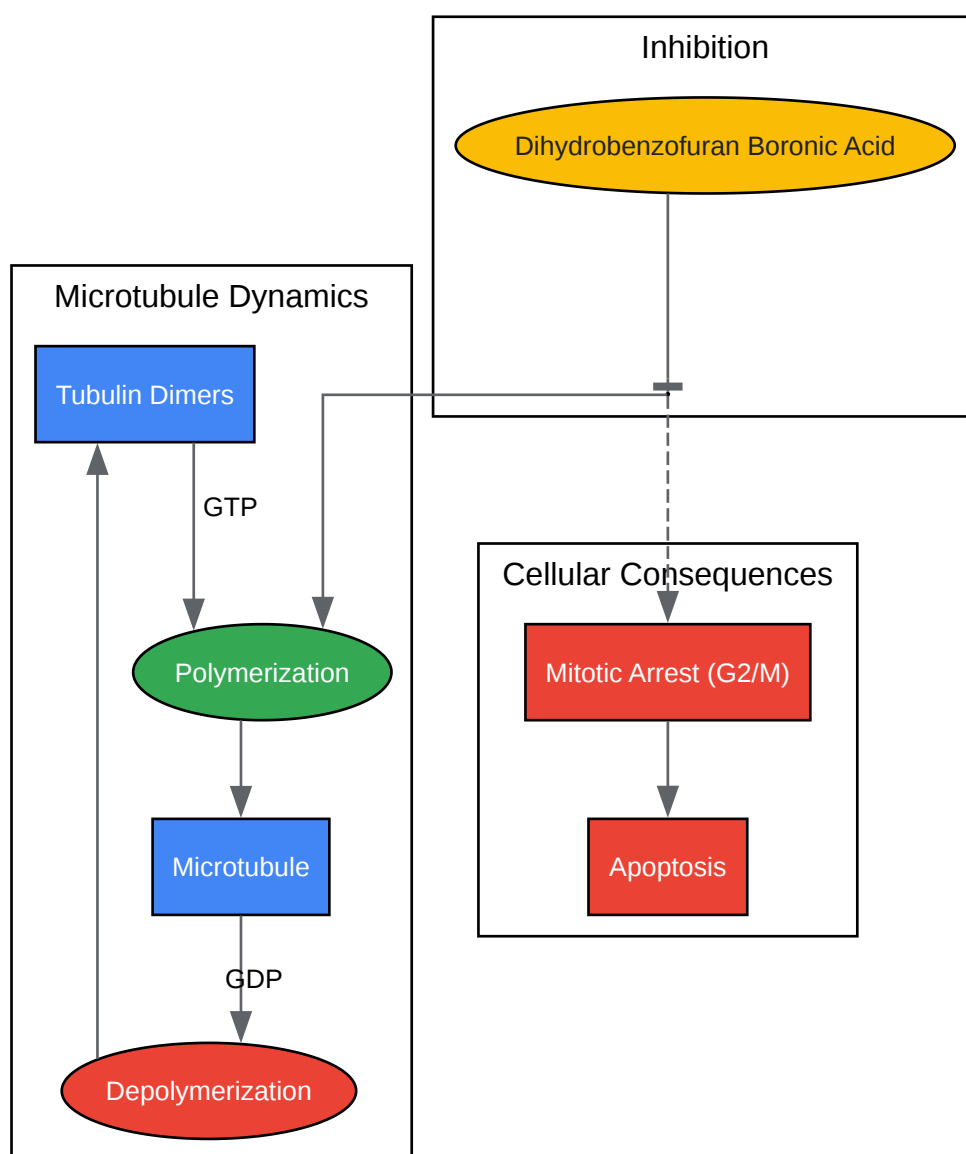 Inhibition
Dihydrobenzofuran Boronic Acid
Microtubule Dynamics
Tubulin Dimers
GTP
Polymerization
Microtubule
GDP
Depolymerization
Cellular Consequences
Mitotic Arrest (G2/M)
Apoptosis